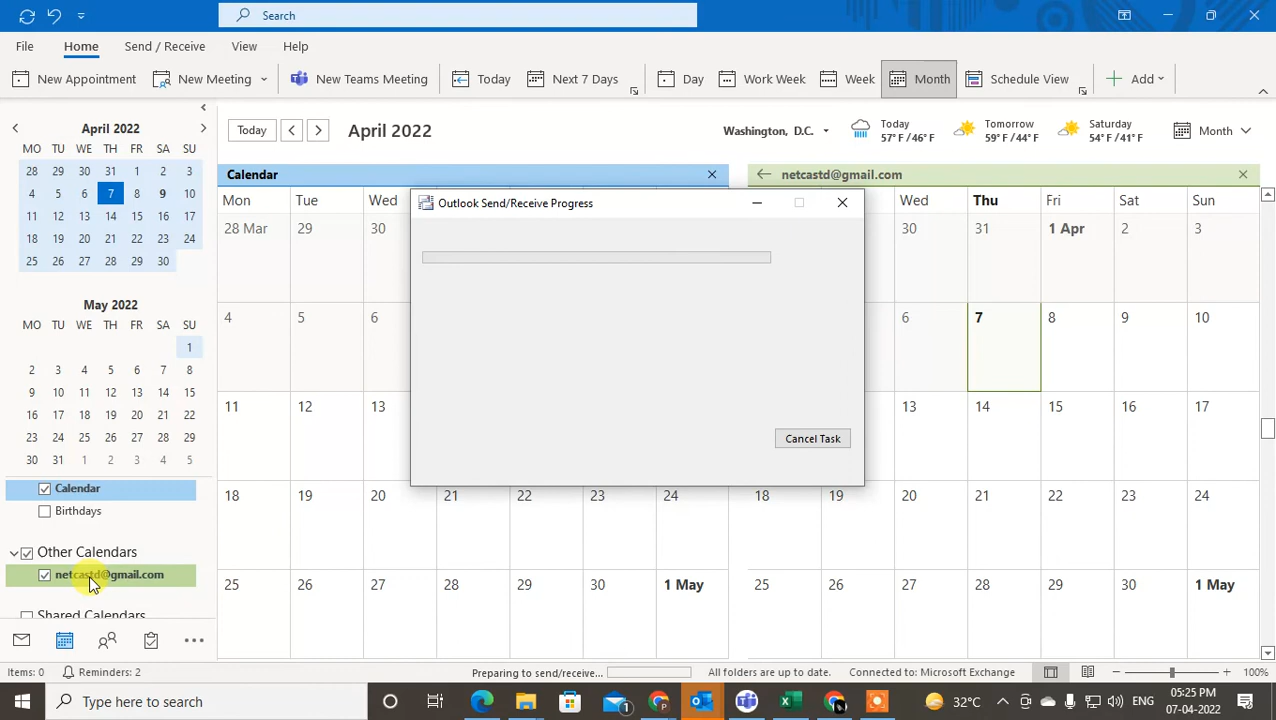 Search
File Home Send / Receive View Help
New Appointment New Meeting New Teams Meeting Today Next 7 Days Day Work Week Week Month Schedule View Add
April 2022
MO TU WE TH FR SA SU
28 29 30 31 1 2 3
4 5 6 7 8 9 10
11 12 13 14 15 16 17
18 19 20 21 22 23 24
25 26 27 28 29 30
May 2022
MO TU WE TH FR SA SU
1
2 3 4 5 6 7 8
9 10 11 12 13 14 15
16 17 18 19 20 21 22
23 24 25 26 27 28 29
30 31 1 2 3 4 5
Calendar
Birthdays
Other Calendars
netcastd@gmail.com
Shared Calendars
Today April 2022 Washington, D.C. Today 57°F/46°F Tomorrow 59°F/44°F Saturday 54°F/41°F Month
Calendar netcastd@gmail.com
Mon Tue Wed Wed Thu Fri Sat Sun
28 Mar 29 30 30 31 1 Apr 2 3
4 5 6 6 7 8 9 10
11 12 13 13 14 15 16 17
18 19 20 21 22 23 24 18 19 20 21 22 23 24
25 26 27 28 29 30 1 May 25 26 27 28 29 30 1 May
Outlook Send/Receive Progress
Cancel Task
Items: 0 Reminders: 2 Preparing to send/receive... All folders are up to date. Connected to: Microsoft Exchange 100%
Type here to search 1 32°C ENG 05:25 PM
07-04-2022